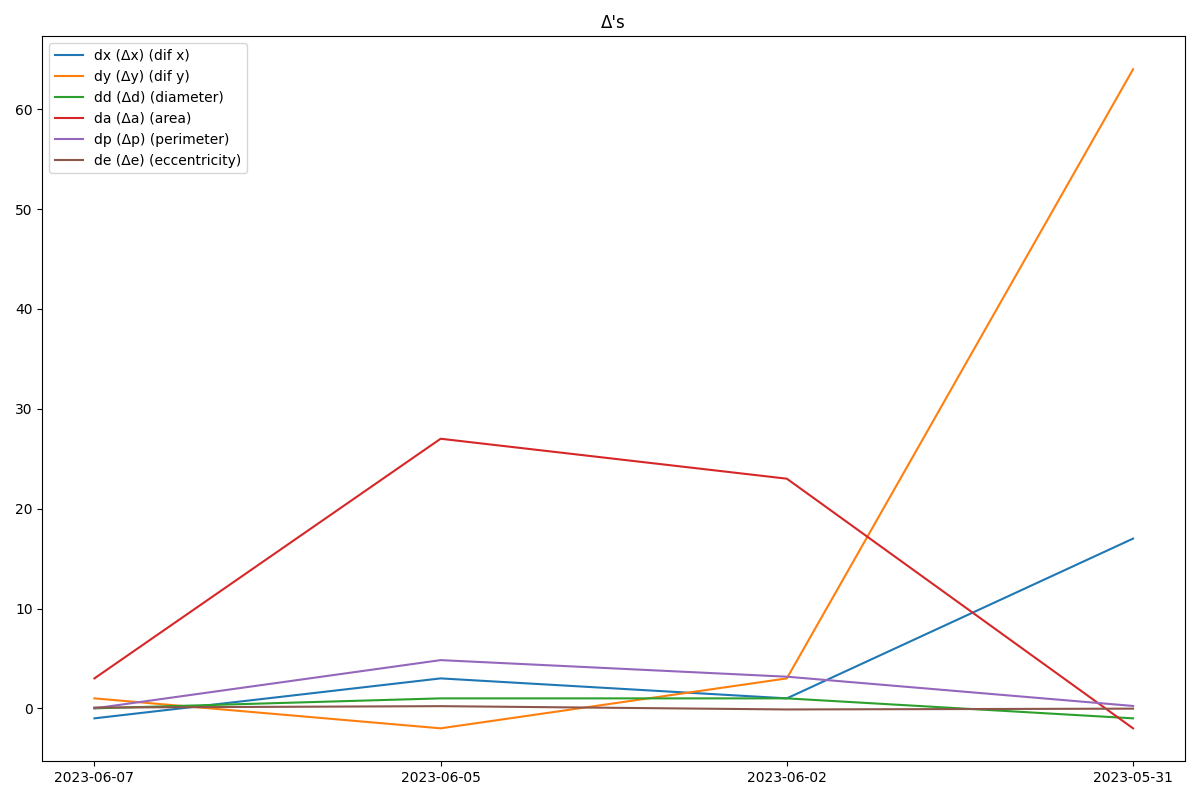 Δ's
dx (Δx) (dif x)
dy (Δy) (dif y)
dd (Δd) (diameter)
da (Δa) (area)
dp (Δp) (perimeter)
de (Δe) (eccentricity)
60
50
40
30
20
10
0
2023-06-07 2023-06-05 2023-06-02 2023-05-31